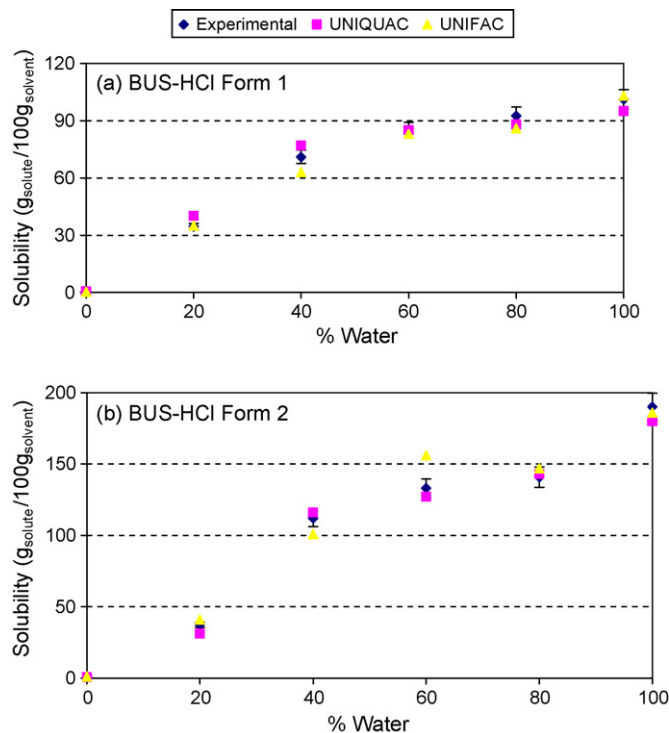 Experimental UNIQUAC UNIFAC
(a) BUS-HCl Form 1
Solubility (gsolute/100gsolvent)
120
90
60
30
0
0 20 40 60 80 100
% Water
(b) BUS-HCl Form 2
Solubility (gsolute/100gsolvent)
200
150
100
50
0
0 20 40 60 80 100
% Water